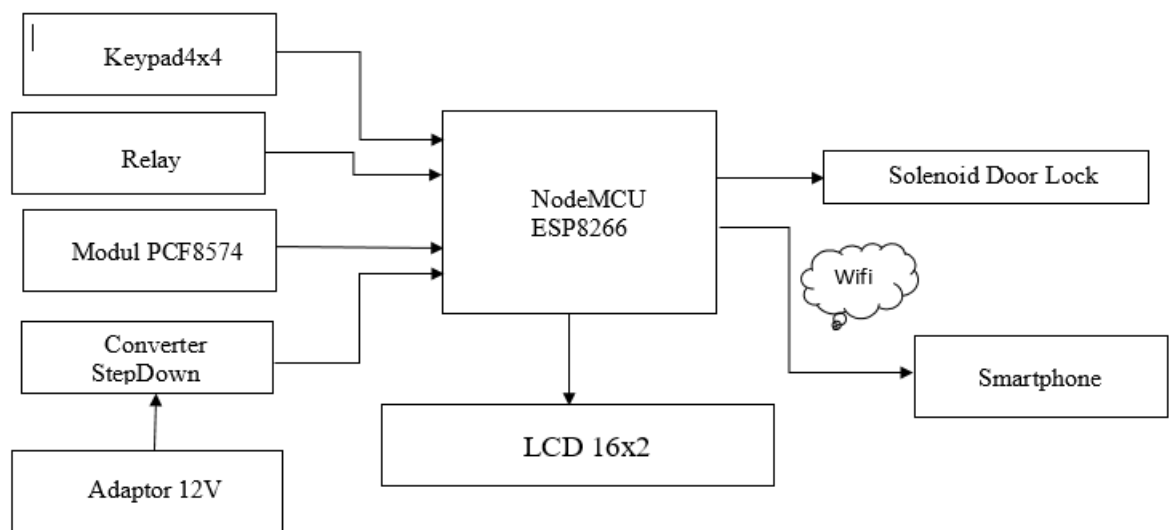 Keypad4x4
Relay
Modul PCF8574
Converter
StepDown
Adaptor 12V
NodeMCU
ESP8266
LCD 16x2
Solenoid Door Lock
Wifi
Smartphone